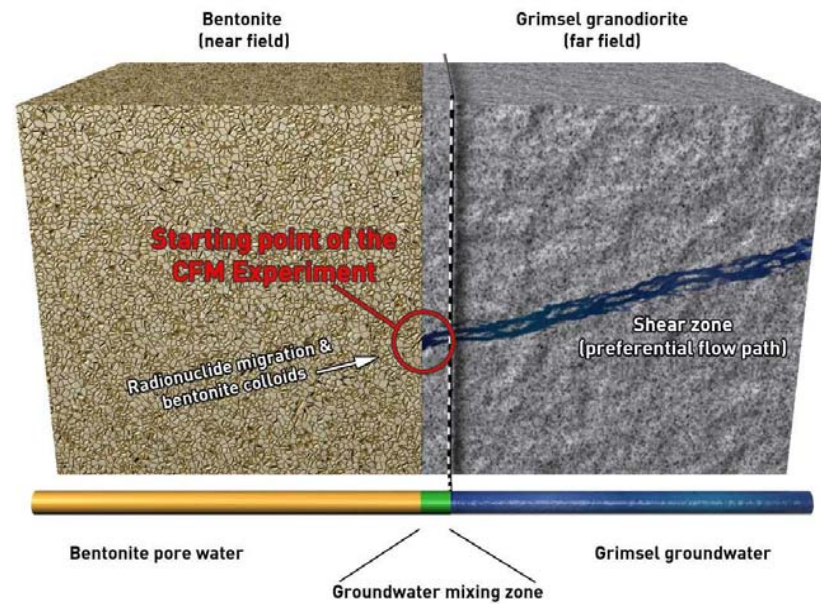 Bentonite
(near field)
Grimsel granodiorite
(far field)
Starting point of the
CFM Experiment
Shear zone
(preferential flow path)
Radionuclide migration &
bentonite colloids
Bentonite pore water
Grimsel groundwater
Groundwater mixing zone